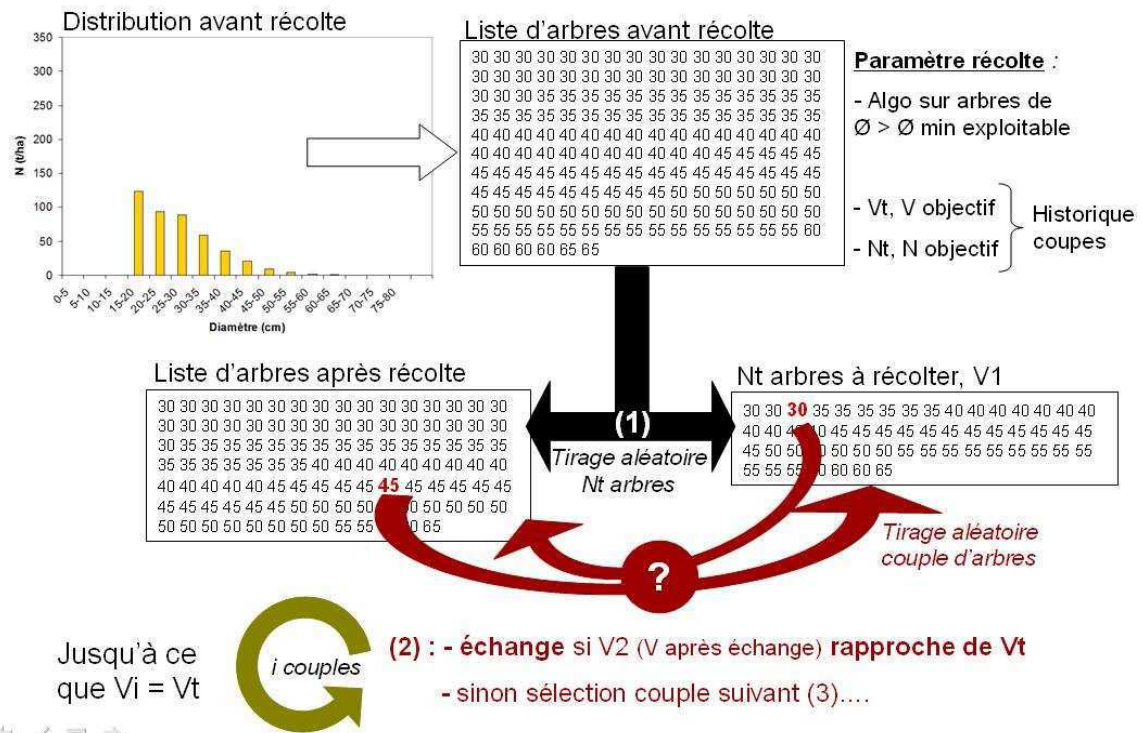 Distribution avant récolte
350
300
250
200
150
100
50
0
N (t/ha)
0-5 5-10 10-15 15-20 20-25 25-30 30-35 35-40 40-45 45-50 50-55 55-60 60-65 65-70 70-75 75-80
Diamètre (cm)
Liste d'arbres avant récolte
30 30 30 30 30 30 30 30 30 30 30 30 30 30 30 30
30 30 30 30 30 30 30 30 30 30 30 30 30 30 30 30
30 30 30 35 35 35 35 35 35 35 35 35 35 35 35 35
35 35 35 35 35 35 35 35 35 35 35 35 35 35 35 35
40 40 40 40 40 40 40 40 40 40 40 40 40 40 40 40
40 40 40 40 40 40 40 40 40 40 40 40 45 45 45 45
45 45 45 45 45 45 45 45 45 45 45 45 45 45 45 45
45 45 45 45 45 45 50 50 50 50 50 50 50 50 50 50
50 50 50 50 50 50 50 50 50 50 50 55 55 55 55 55
55 55 55 55 55 55 55 55 55 55 55 55 55 55 55 60
60 60 60 60 65 65
Paramètre récolte :
- Algo sur arbres de
Ø > Ø min exploitable
- Vt, V objectif
- Nt, N objectif
Historique
coupes
Liste d'arbres après récolte
30 30 30 30 30 30 30 30 30 30 30 30 30 30 30 30
30 30 30 30 30 30 30 30 30 30 30 30 30 30 30 30
30 35 35 35 35 35 35 35 35 35 35 35 35 35 35 35
35 35 35 35 35 35 35 40 40 40 40 40 40 40 40 40
40 40 40 40 40 45 45 45 45 45 45 45 45 45 45 45
45 45 45 45 45 50 50 50 50 50 50 50 50 50 50
50 50 50 50 50 50 50 55 55 60 65
(1)
Tirage aléatoire
Nt arbres
Nt arbres à récolter, V1
30 30 30 35 35 35 35 35 35 40 40 40 40 40 40 40
40 40 40 40 45 45 45 45 45 45 45 45 45 45 45 45
45 50 50 50 50 50 50 50 50 55 55 55 55 55 55
55 55 55 60 60 60 65
Tirage aléatoire
couple d'arbres
?
Jusqu'à ce
que Vi = Vt
i couples
(2) : - échange si V2 (V après échange) rapproche de Vt
- sinon sélection couple suivant (3)....